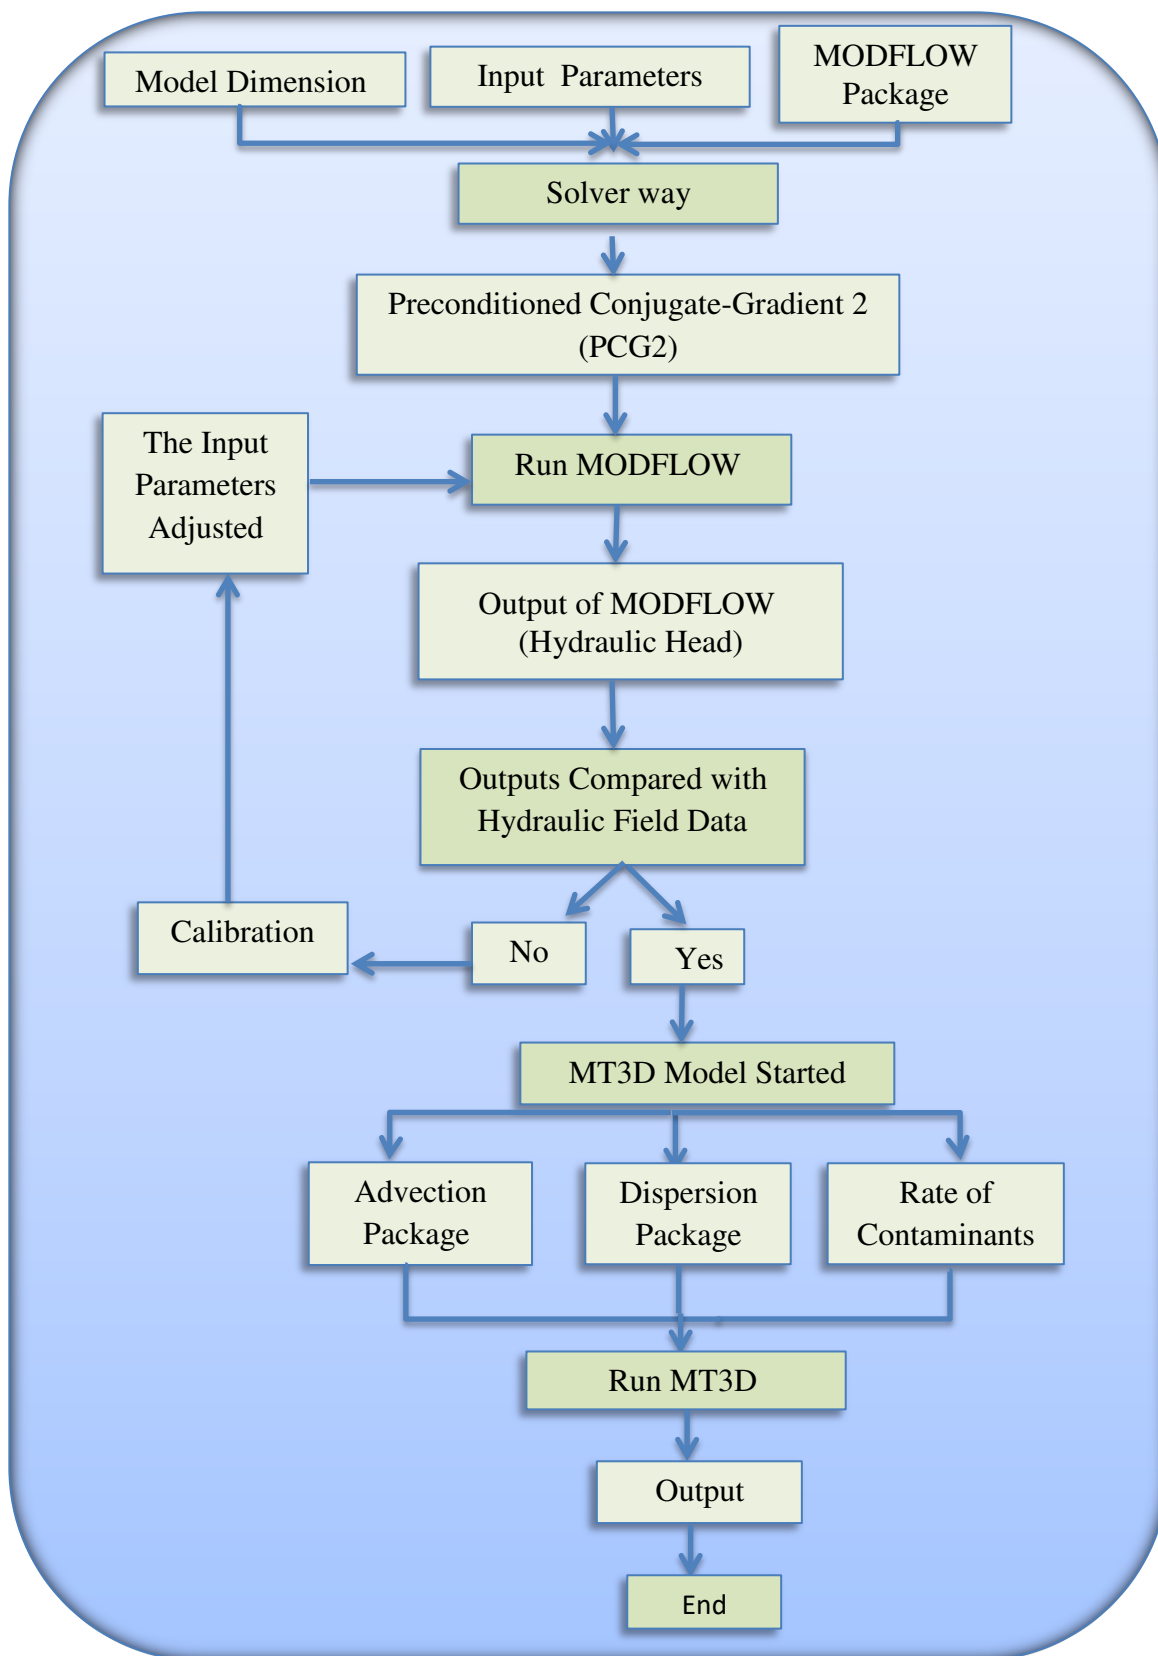 Model Dimension
Input Parameters
MODFLOW
Package
Solver way
Preconditioned Conjugate-Gradient 2
(PCG2)
The Input
Parameters
Adjusted
Run MODFLOW
Output of MODFLOW
(Hydraulic Head)
Outputs Compared with
Hydraulic Field Data
Calibration
No
Yes
MT3D Model Started
Advection
Package
Dispersion
Package
Rate of
Contaminants
Run MT3D
Output
End